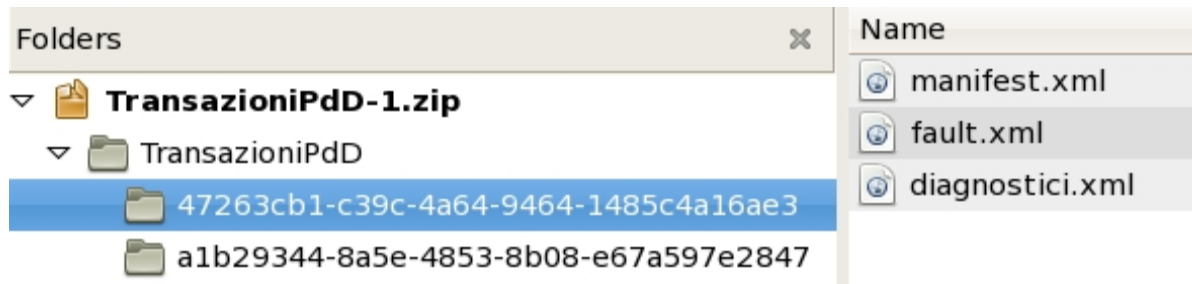 Folders
TransazioniPdD-1.zip
TransazioniPdD
47263cb1-c39c-4a64-9464-1485c4a16ae3
a1b29344-8a5e-4853-8b08-e67a597e2847
Name
manifest.xml
fault.xml
diagnostici.xml